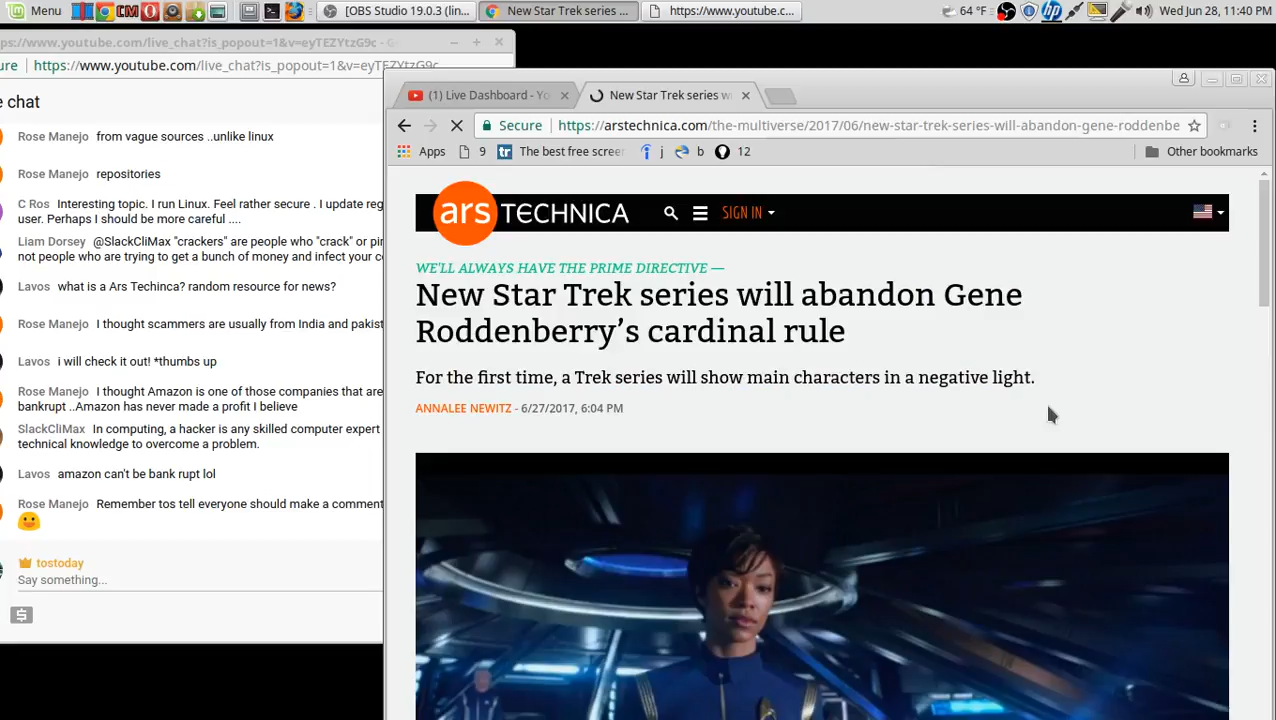 Menu
[OBS Studio 19.0.3 (lin...
New Star Trek series ...
https://www.youtube.c...
64 °F
Wed Jun 28, 11:40 PM
ps://www.youtube.com/live_chat?is_popout=1&v=eyTEZYtzG9c - G
ure https://www.youtube.com/live_chat?is_popout=1&v=eyTEZYtzG9c
e chat
Rose Manejo from vague sources ..unlike linux
Rose Manejo repositories
C Ros Interesting topic. I run Linux. Feel rather secure . I update reg
user. Perhaps I should be more careful ....
Liam Dorsey @SlackCliMax "crackers" are people who "crack" or pir
not people who are trying to get a bunch of money and infect your c
Lavos what is a Ars Techinca? random resource for news?
Rose Manejo I thought scammers are usually from India and pakist
Lavos i will check it out! *thumbs up
Rose Manejo I thought Amazon is one of those companies that are
bankrupt ..Amazon has never made a profit I believe
SlackCliMax In computing, a hacker is any skilled computer expert
technical knowledge to overcome a problem.
Lavos amazon can't be bank rupt lol
Rose Manejo Remember tos tell everyone should make a comment
tostoday
Say something...
(1) Live Dashboard - Yo
New Star Trek series wi
Secure https://arstechnica.com/the-multiverse/2017/06/new-star-trek-series-will-abandon-gene-roddenbe
Apps 9 tr The best free screen j b 12 Other bookmarks
ars TECHNICA SIGN IN
WE'LL ALWAYS HAVE THE PRIME DIRECTIVE —
New Star Trek series will abandon Gene
Roddenberry's cardinal rule
For the first time, a Trek series will show main characters in a negative light.
ANNALEE NEWITZ - 6/27/2017, 6:04 PM